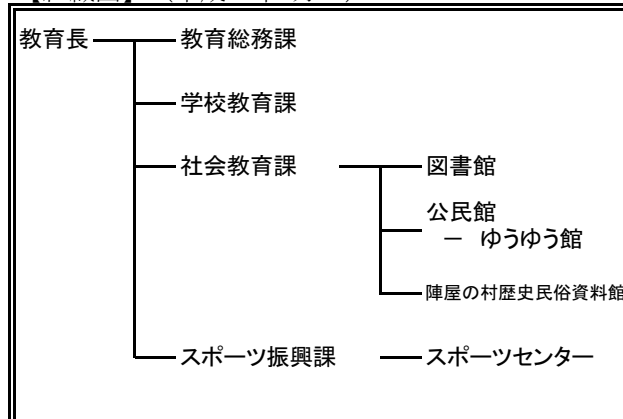 教育長 教育総務課
学校教育課
社会教育課 図書館
公民館
－ ゆうゆう館
陣屋の村歴史民俗資料館
スポーツ振興課 スポーツセンター